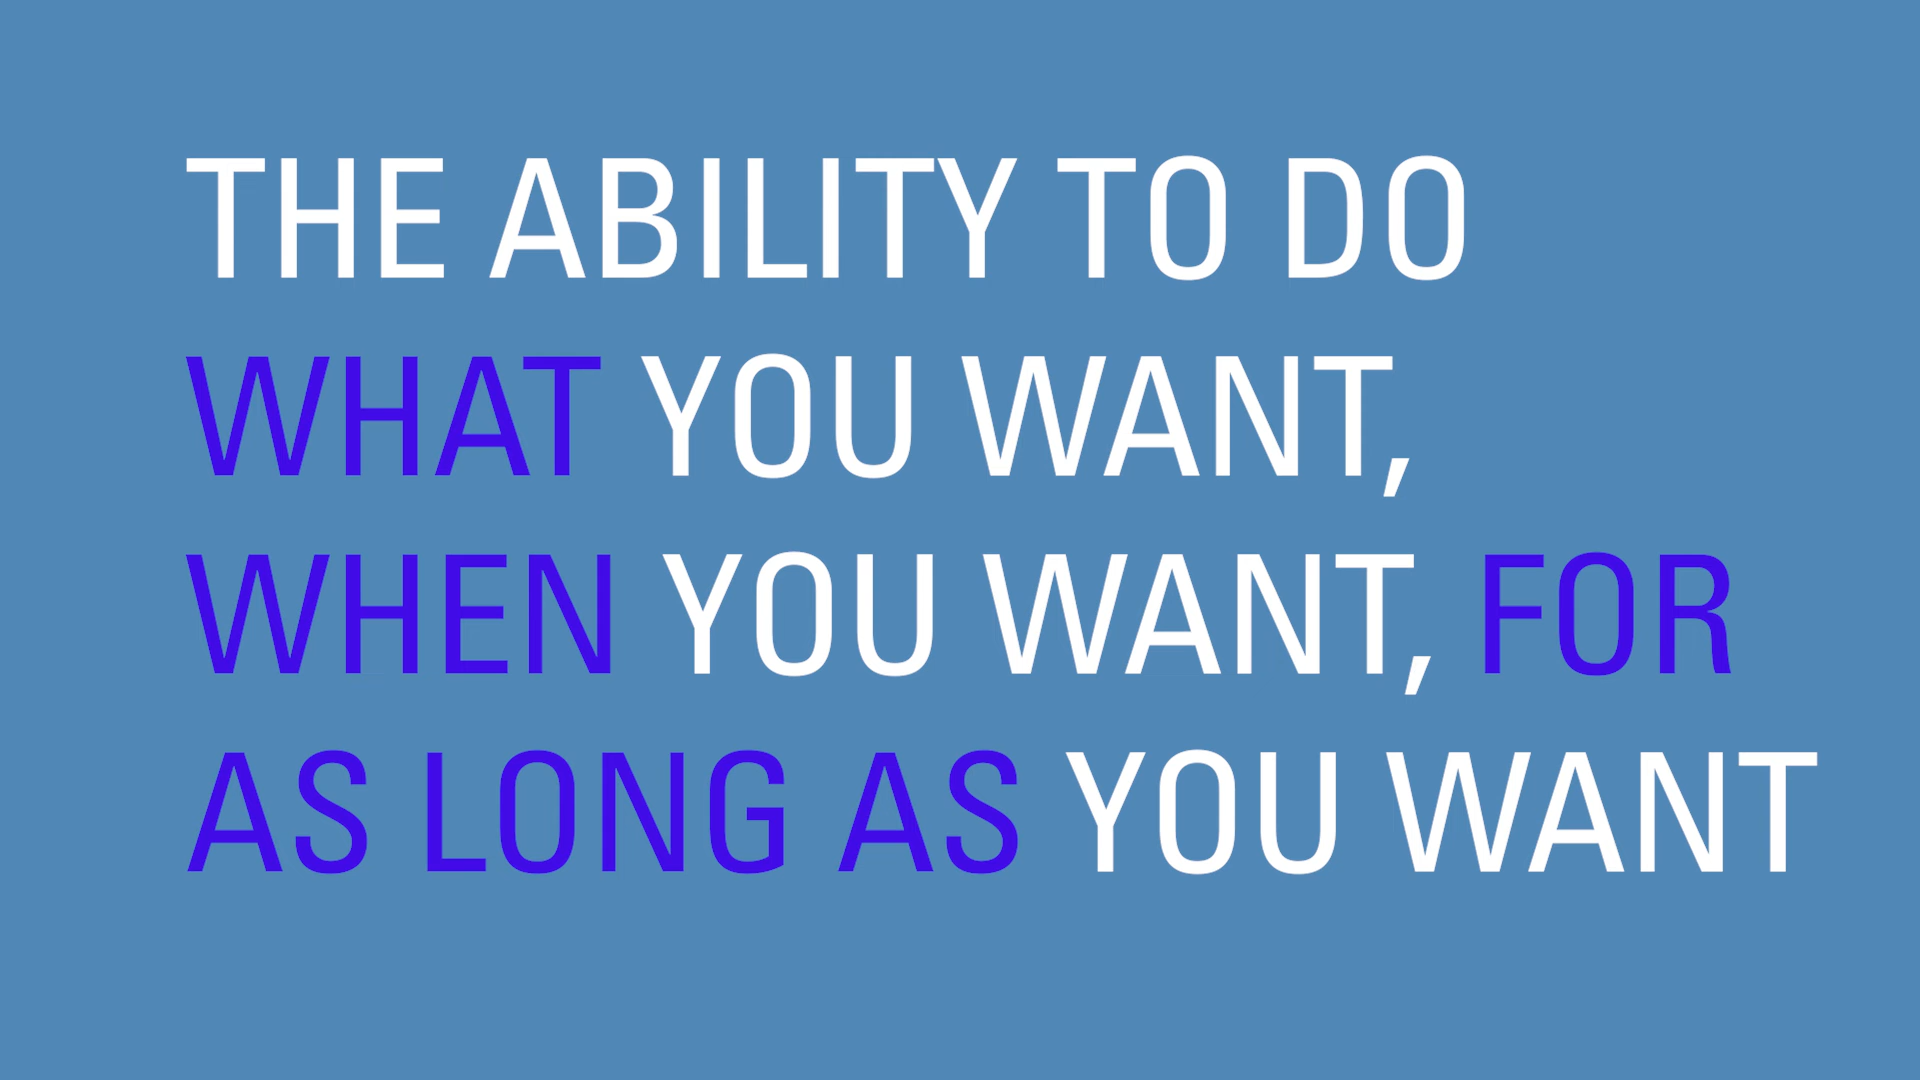 THE ABILITY TO DO
WHAT YOU WANT,
WHEN YOU WANT, FOR
AS LONG AS YOU WANT